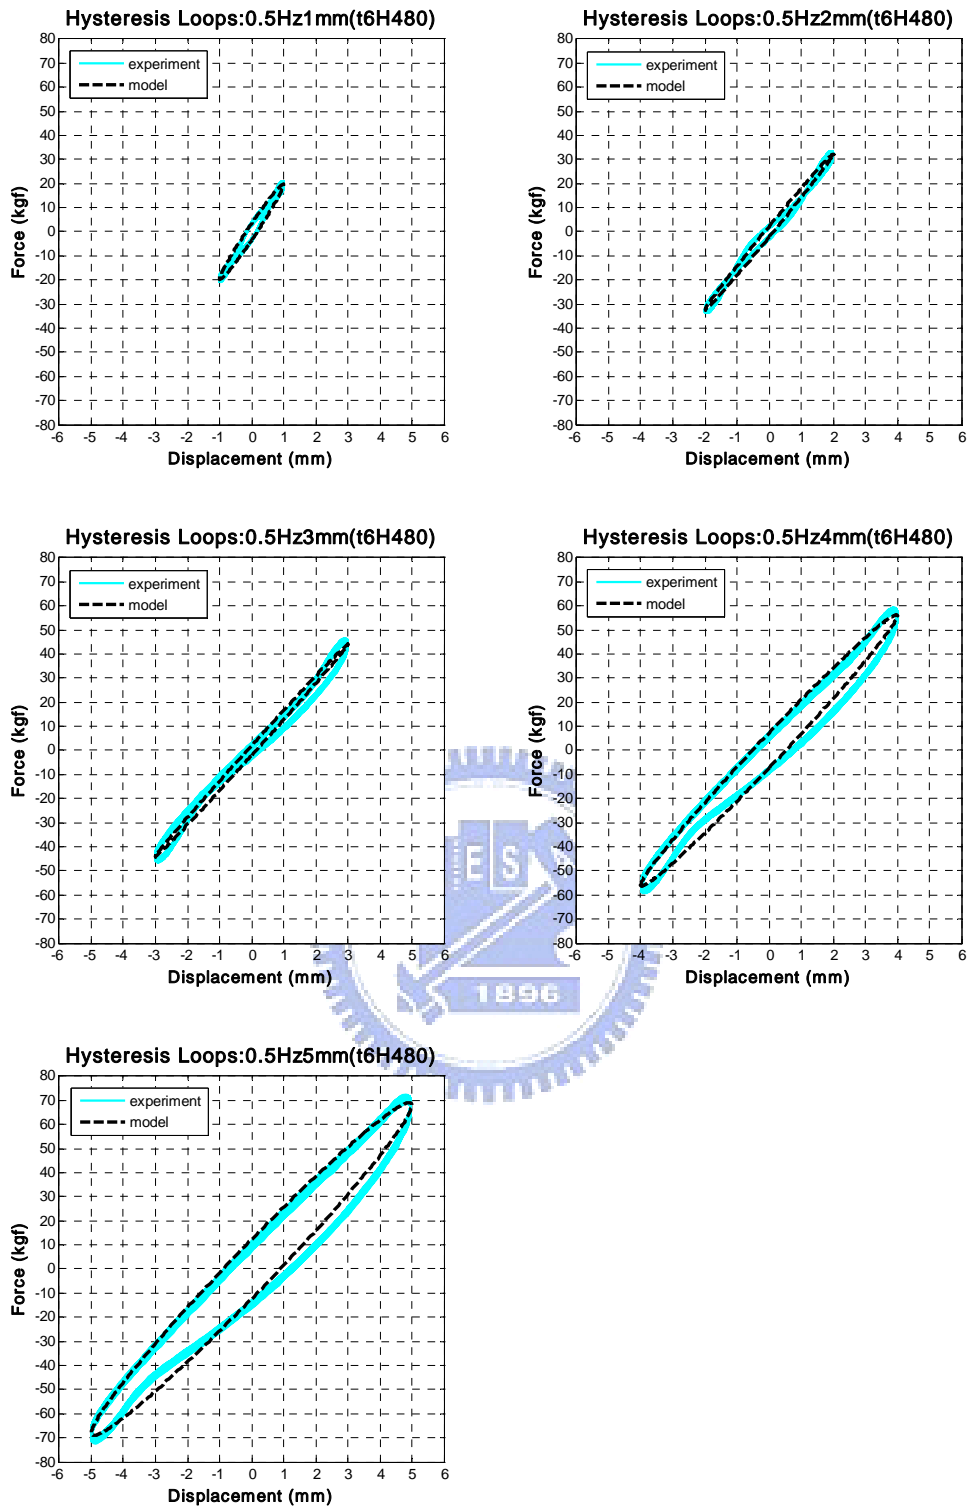 Hysteresis Loops:0.5Hz1mm(t6H480)
80
70
60
50
40
30
20
10
0
-10
-20
-30
-40
-50
-60
-70
-80
Force (kgf)
experiment
model
-6 -5 -4 -3 -2 -1 0 1 2 3 4 5 6
Displacement (mm)
Hysteresis Loops:0.5Hz2mm(t6H480)
80
70
60
50
40
30
20
10
0
-10
-20
-30
-40
-50
-60
-70
-80
Force (kgf)
experiment
model
-6 -5 -4 -3 -2 -1 0 1 2 3 4 5 6
Displacement (mm)
Hysteresis Loops:0.5Hz3mm(t6H480)
80
70
60
50
40
30
20
10
0
-10
-20
-30
-40
-50
-60
-70
-80
Force (kgf)
experiment
model
-6 -5 -4 -3 -2 -1 0 1 2 3 4 5 6
Displacement (mm)
Hysteresis Loops:0.5Hz4mm(t6H480)
80
70
60
50
40
30
20
10
0
-10
-20
-30
-40
-50
-60
-70
-80
Force (kgf)
experiment
model
-6 -5 -4 -3 -2 -1 0 1 2 3 4 5 6
Displacement (mm)
ES
1896
Hysteresis Loops:0.5Hz5mm(t6H480)
80
70
60
50
40
30
20
10
0
-10
-20
-30
-40
-50
-60
-70
-80
Force (kgf)
experiment
model
-6 -5 -4 -3 -2 -1 0 1 2 3 4 5 6
Displacement (mm)